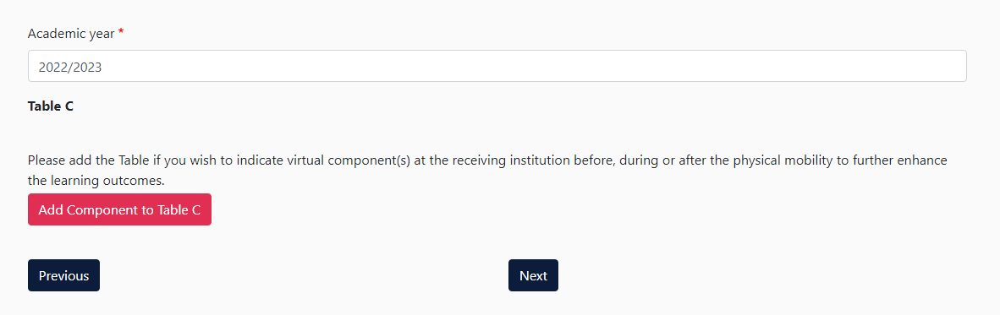 Academic year *
2022/2023
Table C
Please add the Table if you wish to indicate virtual component(s) at the receiving institution before, during or after the physical mobility to further enhance
the learning outcomes.
Add Component to Table C
Previous
Next